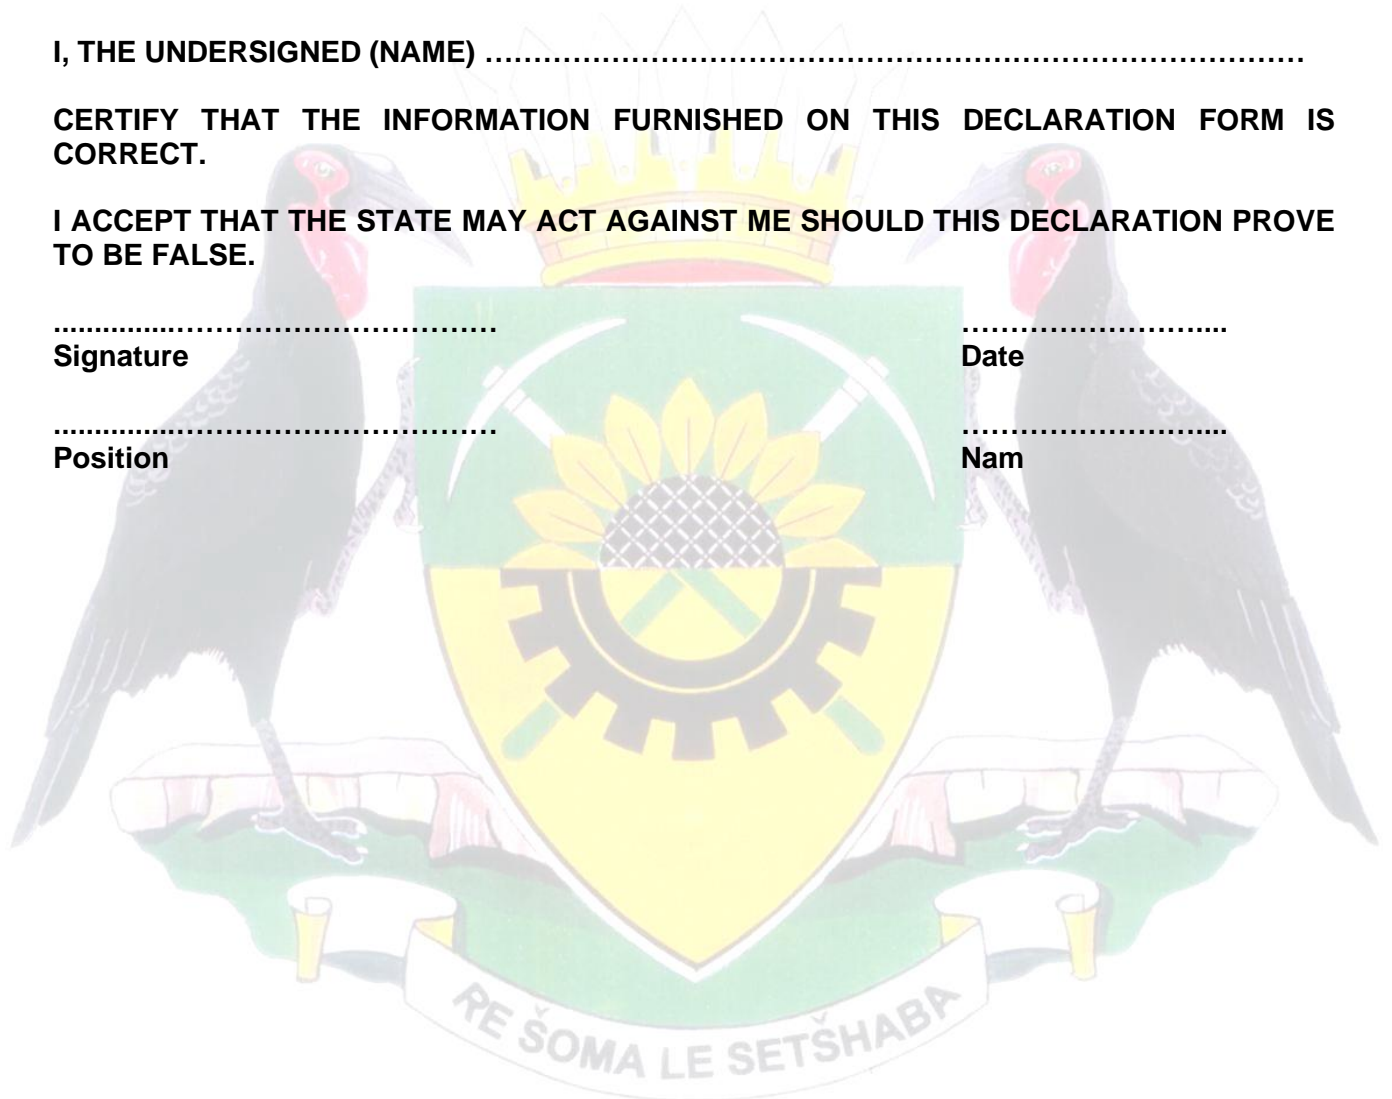 I, THE UNDERSIGNED (NAME) ……………………………………………………………………………
CERTIFY THAT THE INFORMATION FURNISHED ON THIS DECLARATION FORM IS
CORRECT.
I ACCEPT THAT THE STATE MAY ACT AGAINST ME SHOULD THIS DECLARATION PROVE
TO BE FALSE.
...............…………………………… ……………………....
Signature Date
...............…………………………… ……………………....
Position Nam
RE ŠOMA LE SETŠHABA